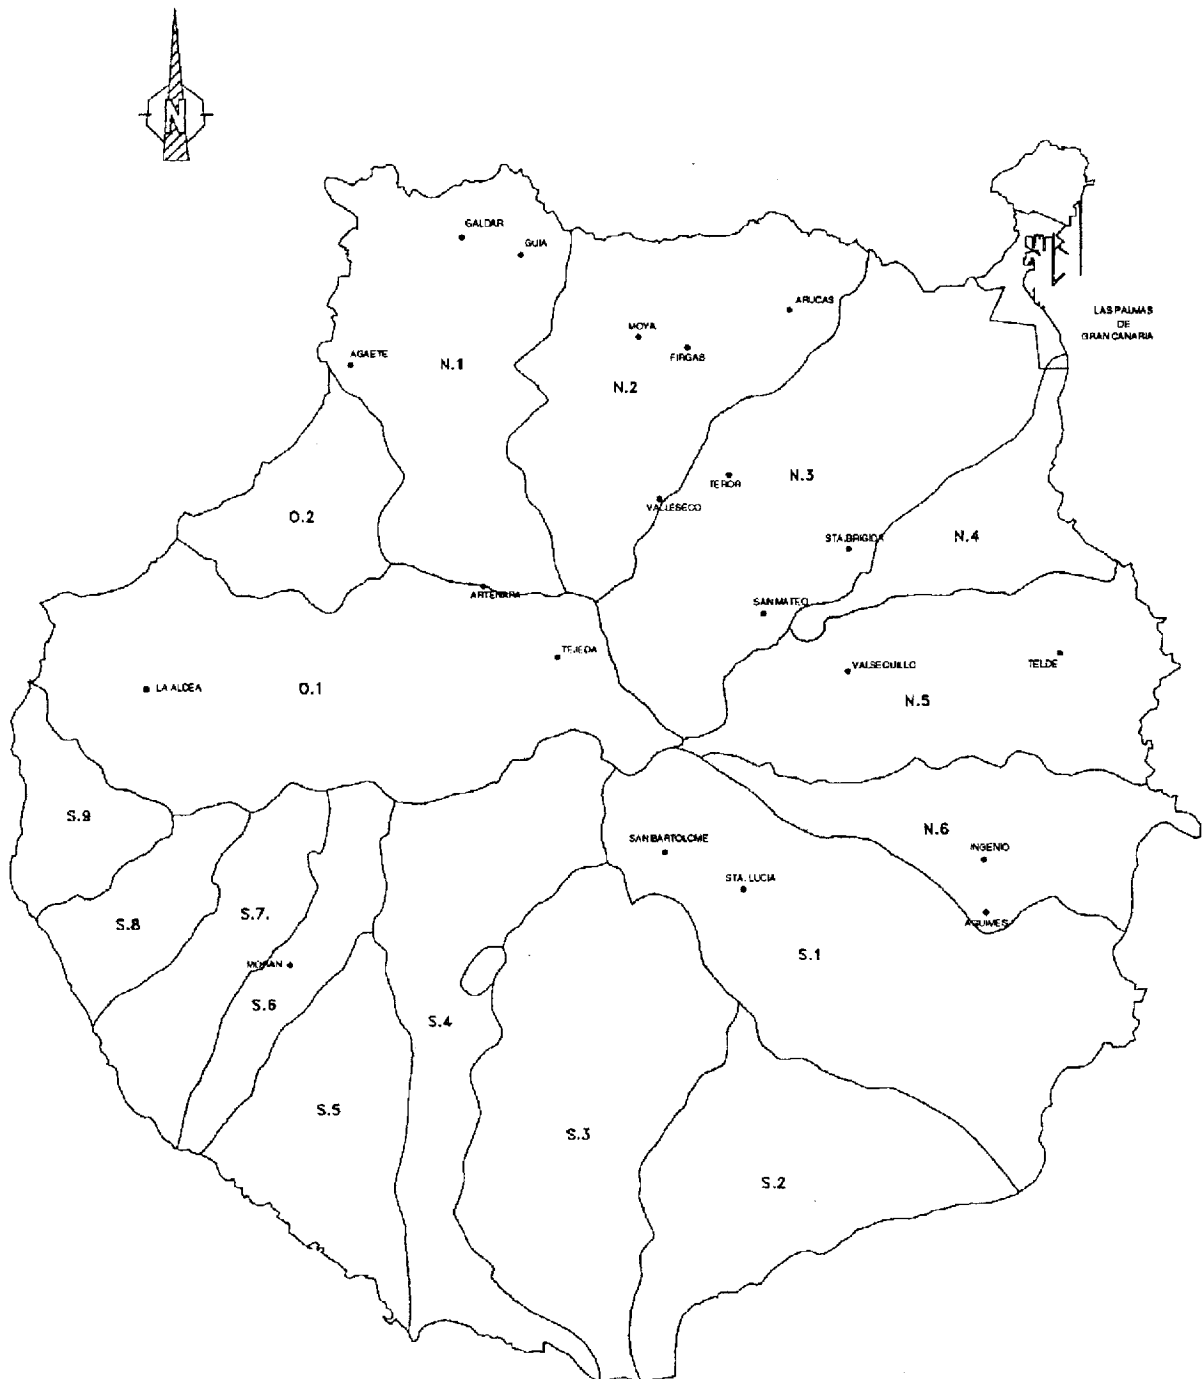 N
GALDAR
GUIA
ARUCAS
LAS PALMAS
DE
GRAN CANARIA
MOYA
FIRGAS
AGAETE
N.1
N.2
TEROR
N.3
VALLESECO
O.2
STA.BRIGIDA
N.4
ARTENARA
SAN MATEO
TEJEDA
VALSEQUILLO
TELDE
LA ALDEA
O.1
N.5
S.9
N.6
SAN BARTOLOME
INGENIO
STA. LUCIA
S.8
S.7.
AGUIMES
S.1
MOGAN
S.6
S.4
S.5
S.3
S.2